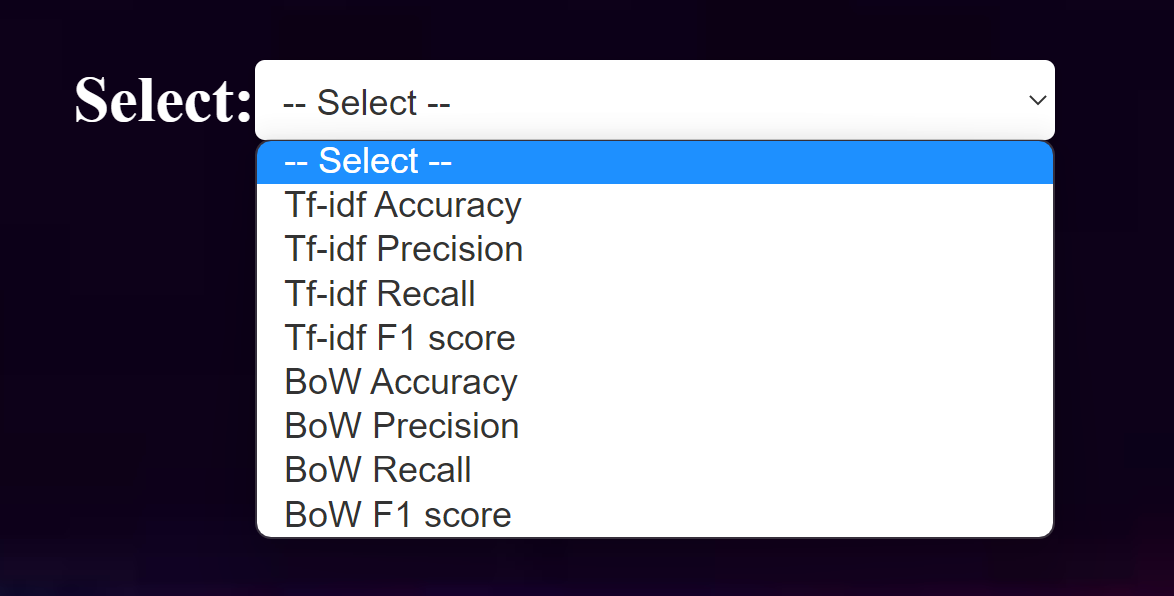 Select: -- Select --
-- Select --
Tf-idf Accuracy
Tf-idf Precision
Tf-idf Recall
Tf-idf F1 score
BoW Accuracy
BoW Precision
BoW Recall
BoW F1 score